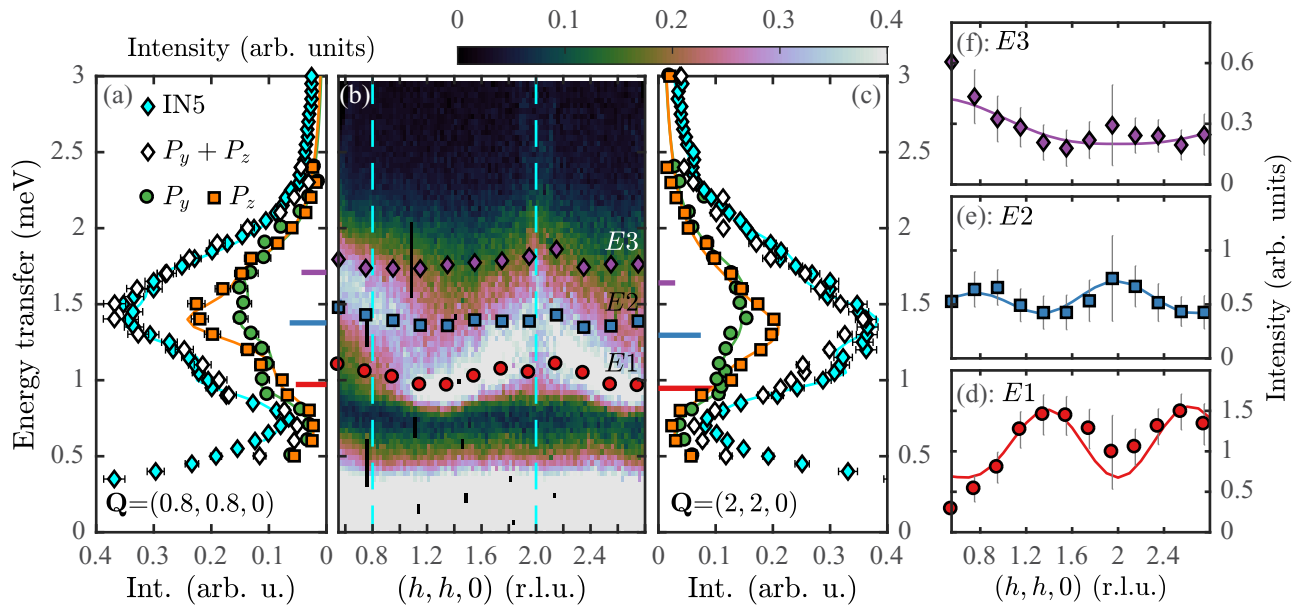 0 0.1 0.2 0.3 0.4
Intensity (arb. units)
(a) (b) (c)
IN5
P_y + P_z
P_y P_z
E3
E2
E1
Q=(0.8, 0.8, 0)
Q=(2, 2, 0)
3
2.5
2
1.5
1
0.5
0
Energy transfer (meV)
0.4 0.2 0.1 0
Int. (arb. u.)
0.8 1.2 1.6 2.0 2.4
(h, h, 0) (r.l.u.)
0 0.1 0.2 0.3 0.4
Int. (arb. u.)
3
2.5
2
1.5
1
0.5
0
(f): E3
0.6
0.3
0
(e): E2
1
0.5
0
(d): E1
1.5
1
0.5
0
Intensity (arb. units)
0.8 1.2 1.6 2.4
(h, h, 0) (r.l.u.)